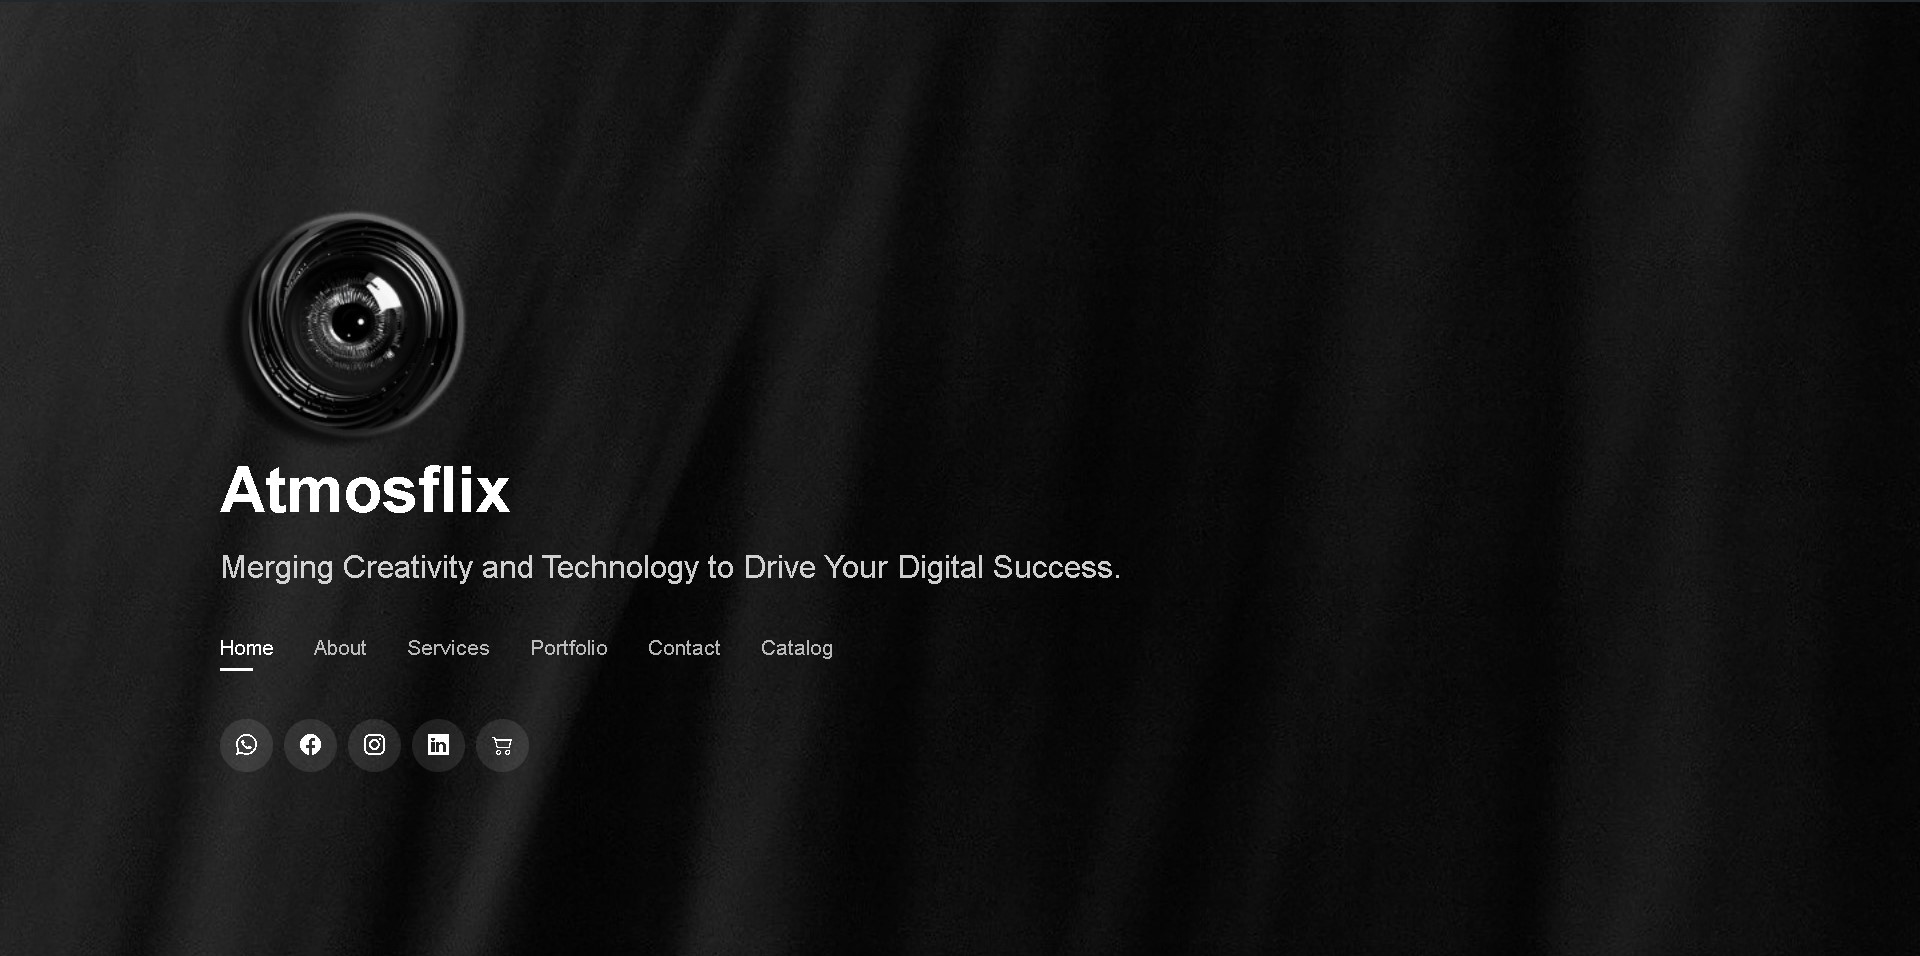 Atmosflix
Merging Creativity and Technology to Drive Your Digital Success.
Home About Services Portfolio Contact Catalog